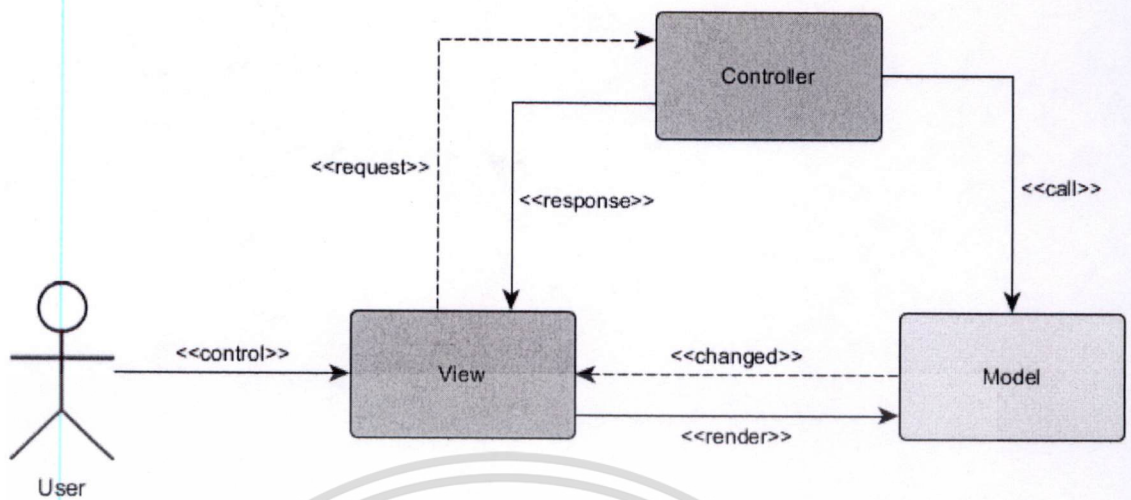 Controller
<<request>>
<<response>>
<<call>>
<<control>>
View
<<changed>>
Model
<<render>>
User